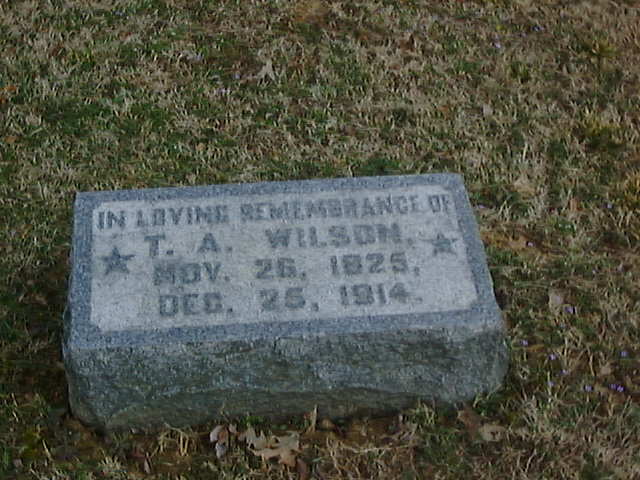 IN LOVING REMEMBRANCE OF
T. A. WILSON.
NOV. 26, 1825,
DEC. 25, 1914.